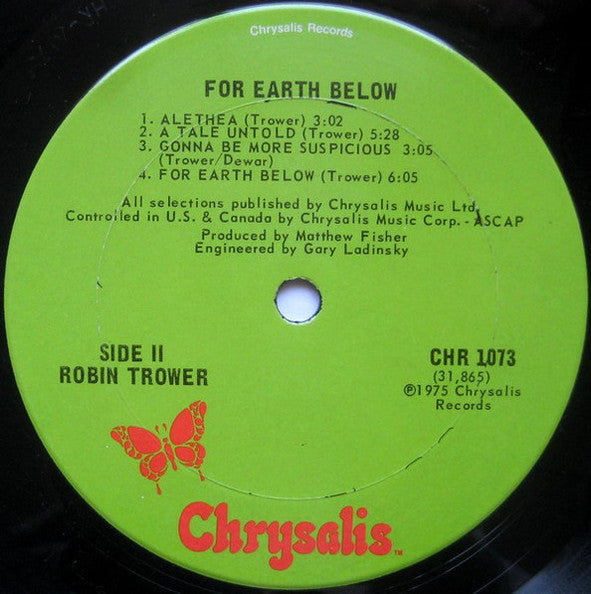 Chrysalis Records
FOR EARTH BELOW
1. ALETHEA (Trower) 3:02
2. A TALE UNTOLD (Trower) 5:28
3. GONNA BE MORE SUSPICIOUS 3:05
(Trower/Dewar)
4. FOR EARTH BELOW (Trower) 6:05
All selections published by Chrysalis Music Ltd.
Controlled in U.S. & Canada by Chrysalis Music Corp. - ASCAP
Produced by Matthew Fisher
Engineered by Gary Ladinsky
SIDE II
ROBIN TROWER
CHR 1073
(31,865)
℗1975 Chrysalis
Records
Chrysalis™